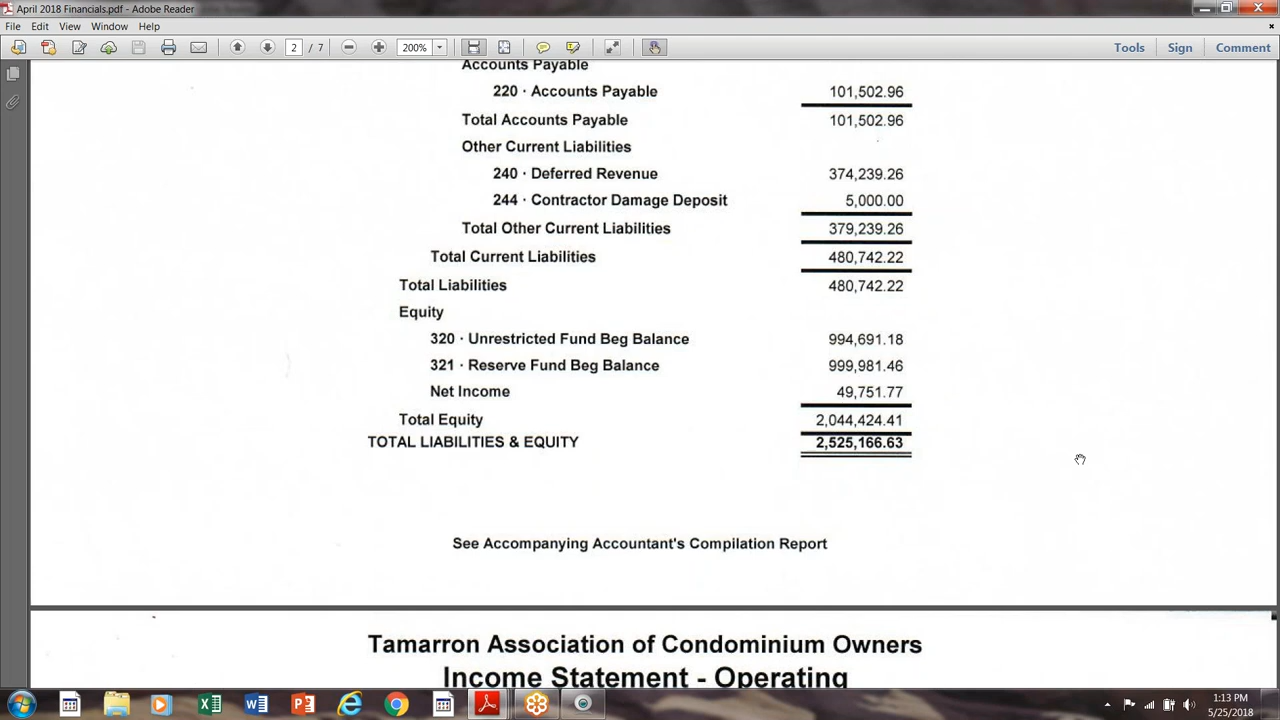 April 2018 Financials.pdf - Adobe Reader
File Edit View Window Help
2 / 7 200% Tools Sign Comment
Accounts Payable
220 · Accounts Payable 101,502.96
Total Accounts Payable 101,502.96
Other Current Liabilities
240 · Deferred Revenue 374,239.26
244 · Contractor Damage Deposit 5,000.00
Total Other Current Liabilities 379,239.26
Total Current Liabilities 480,742.22
Total Liabilities 480,742.22
Equity
320 · Unrestricted Fund Beg Balance 994,691.18
321 · Reserve Fund Beg Balance 999,981.46
Net Income 49,751.77
Total Equity 2,044,424.41
TOTAL LIABILITIES & EQUITY 2,525,166.63
See Accompanying Accountant's Compilation Report
Tamarron Association of Condominium Owners
Income Statement - Operating
1:13 PM
5/25/2018